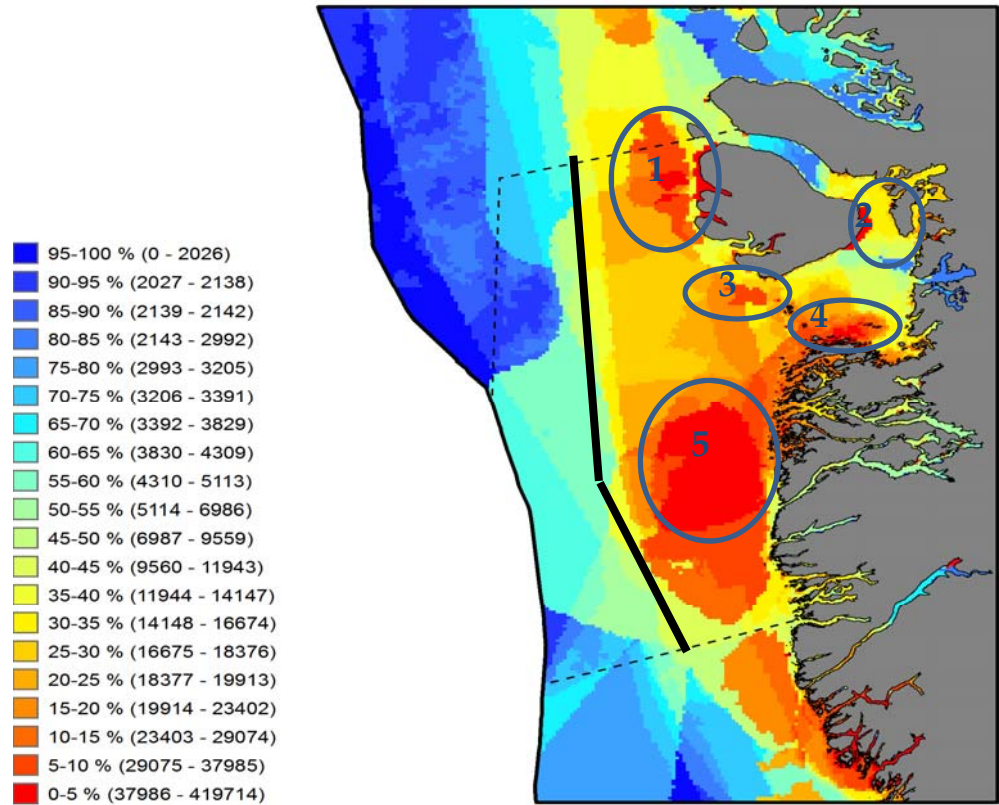 95-100 % (0 - 2026)
90-95 % (2027 - 2138)
85-90 % (2139 - 2142)
80-85 % (2143 - 2992)
75-80 % (2993 - 3205)
70-75 % (3206 - 3391)
65-70 % (3392 - 3829)
60-65 % (3830 - 4309)
55-60 % (4310 - 5113)
50-55 % (5114 - 6986)
45-50 % (6987 - 9559)
40-45 % (9560 - 11943)
35-40 % (11944 - 14147)
30-35 % (14148 - 16674)
25-30 % (16675 - 18376)
20-25 % (18377 - 19913)
15-20 % (19914 - 23402)
10-15 % (23403 - 29074)
5-10 % (29075 - 37985)
0-5 % (37986 - 419714)
1
2
3
4
5